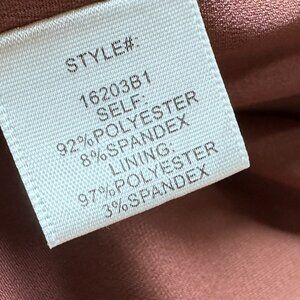 STYLE#:
16203B1
SELF:
92%POLYESTER
8%SPANDEX
LINING:
97%POLYESTER
3%SPANDEX